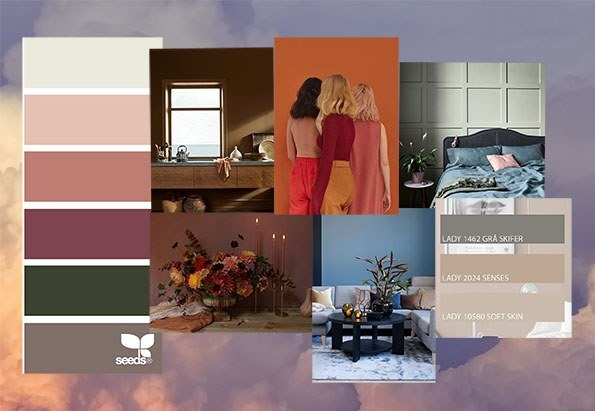 seeds
LADY 1462 GRÅ SKIFER
LADY 2024 SENSES
LADY 10580 SOFT SKIN